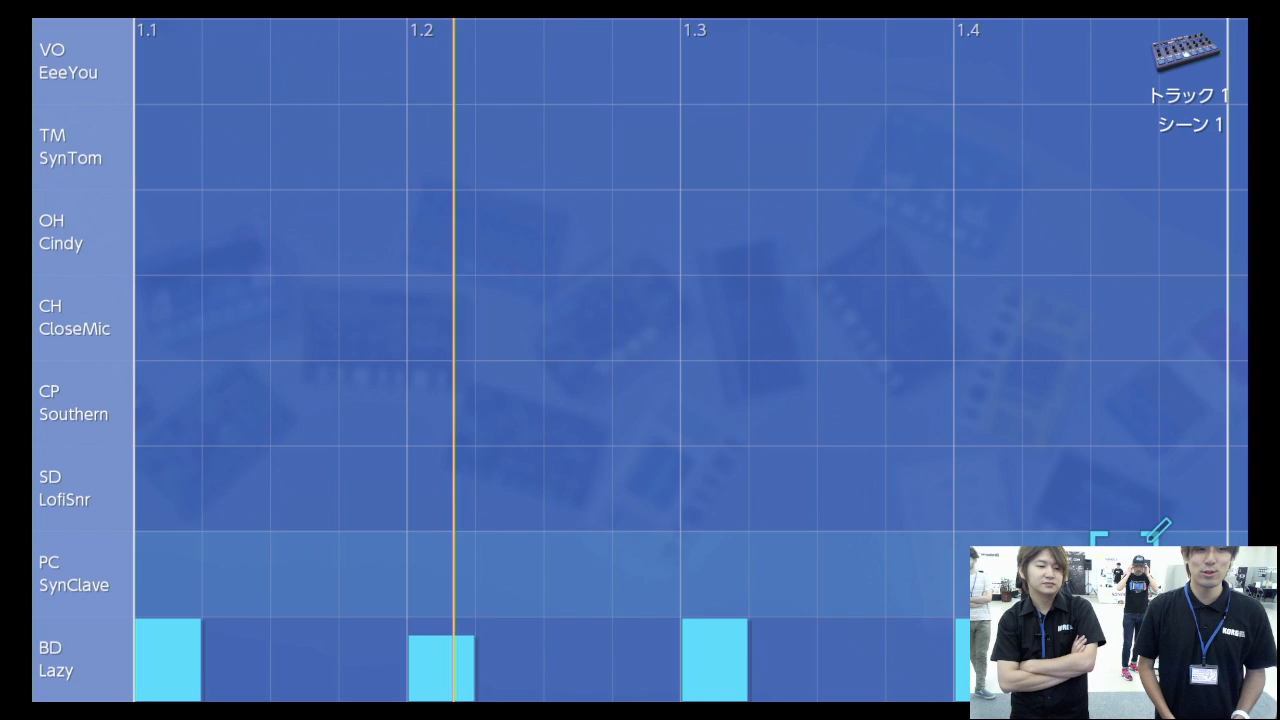 1.1
1.2
1.3
1.4
トラック 1
シーン 1
VO
EeeYou
TM
SynTom
OH
Cindy
CH
CloseMic
CP
Southern
SD
LofiSnr
PC
SynClave
BD
Lazy
KORG